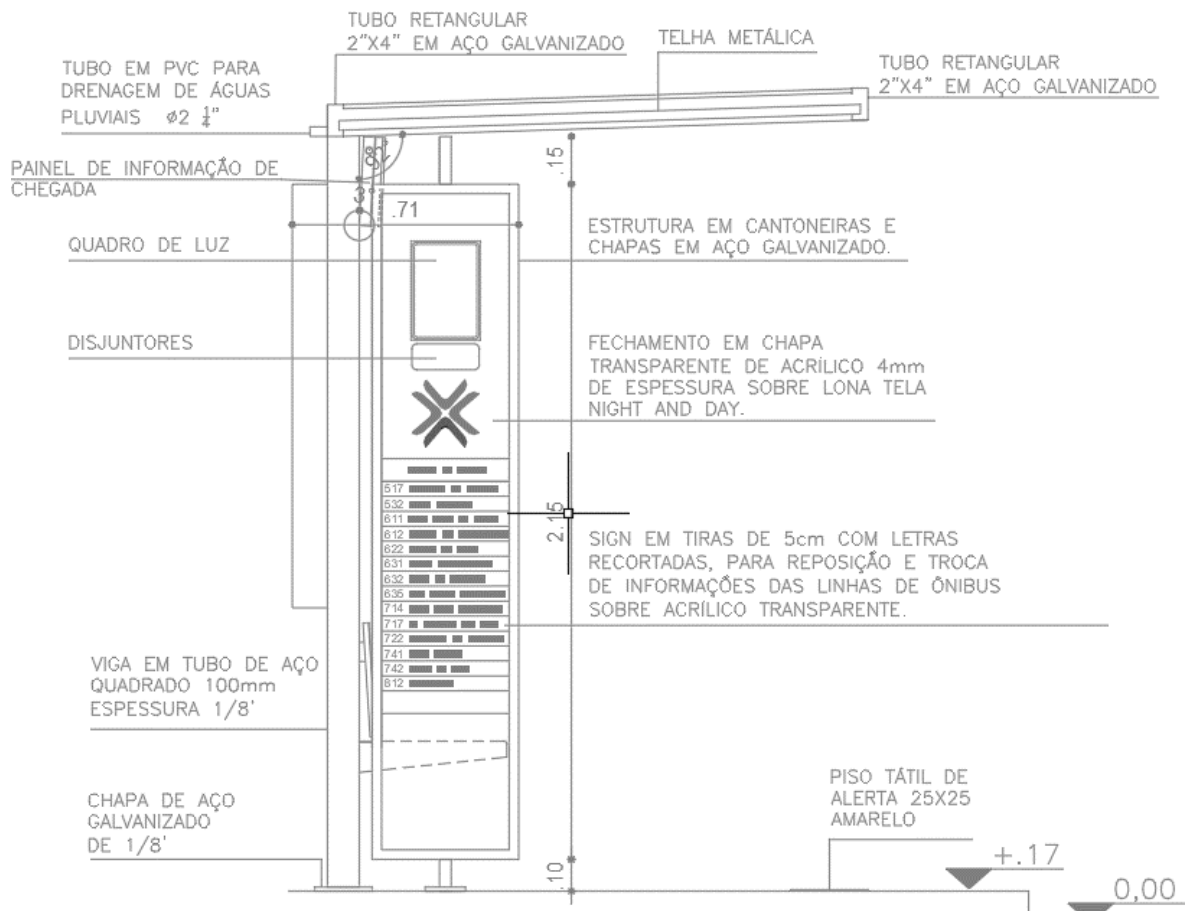 TUBO RETANGULAR
2"X4" EM AÇO GALVANIZADO
TELHA METÁLICA
TUBO RETANGULAR
2"X4" EM AÇO GALVANIZADO
TUBO EM PVC PARA
DRENAGEM DE ÁGUAS
PLUVIAIS ø2 1/4"
PAINEL DE INFORMAÇÃO DE
CHEGADA
.15
.71
QUADRO DE LUZ
ESTRUTURA EM CANTONEIRAS E
CHAPAS EM AÇO GALVANIZADO.
DISJUNTORES
FECHAMENTO EM CHAPA
TRANSPARENTE DE ACRÍLICO 4mm
DE ESPESSURA SOBRE LONA TELA
NIGHT AND DAY.
517
532
611
612
622
631
632
635
714
717
722
741
742
812
2.15
SIGN EM TIRAS DE 5cm COM LETRAS
RECORTADAS, PARA REPOSIÇÃO E TROCA
DE INFORMAÇÕES DAS LINHAS DE ÔNIBUS
SOBRE ACRÍLICO TRANSPARENTE.
VIGA EM TUBO DE AÇO
QUADRADO 100mm
ESPESSURA 1/8'
CHAPA DE AÇO
GALVANIZADO
DE 1/8'
PISO TÁTIL DE
ALERTA 25X25
AMARELO
.10
+.17
0,00